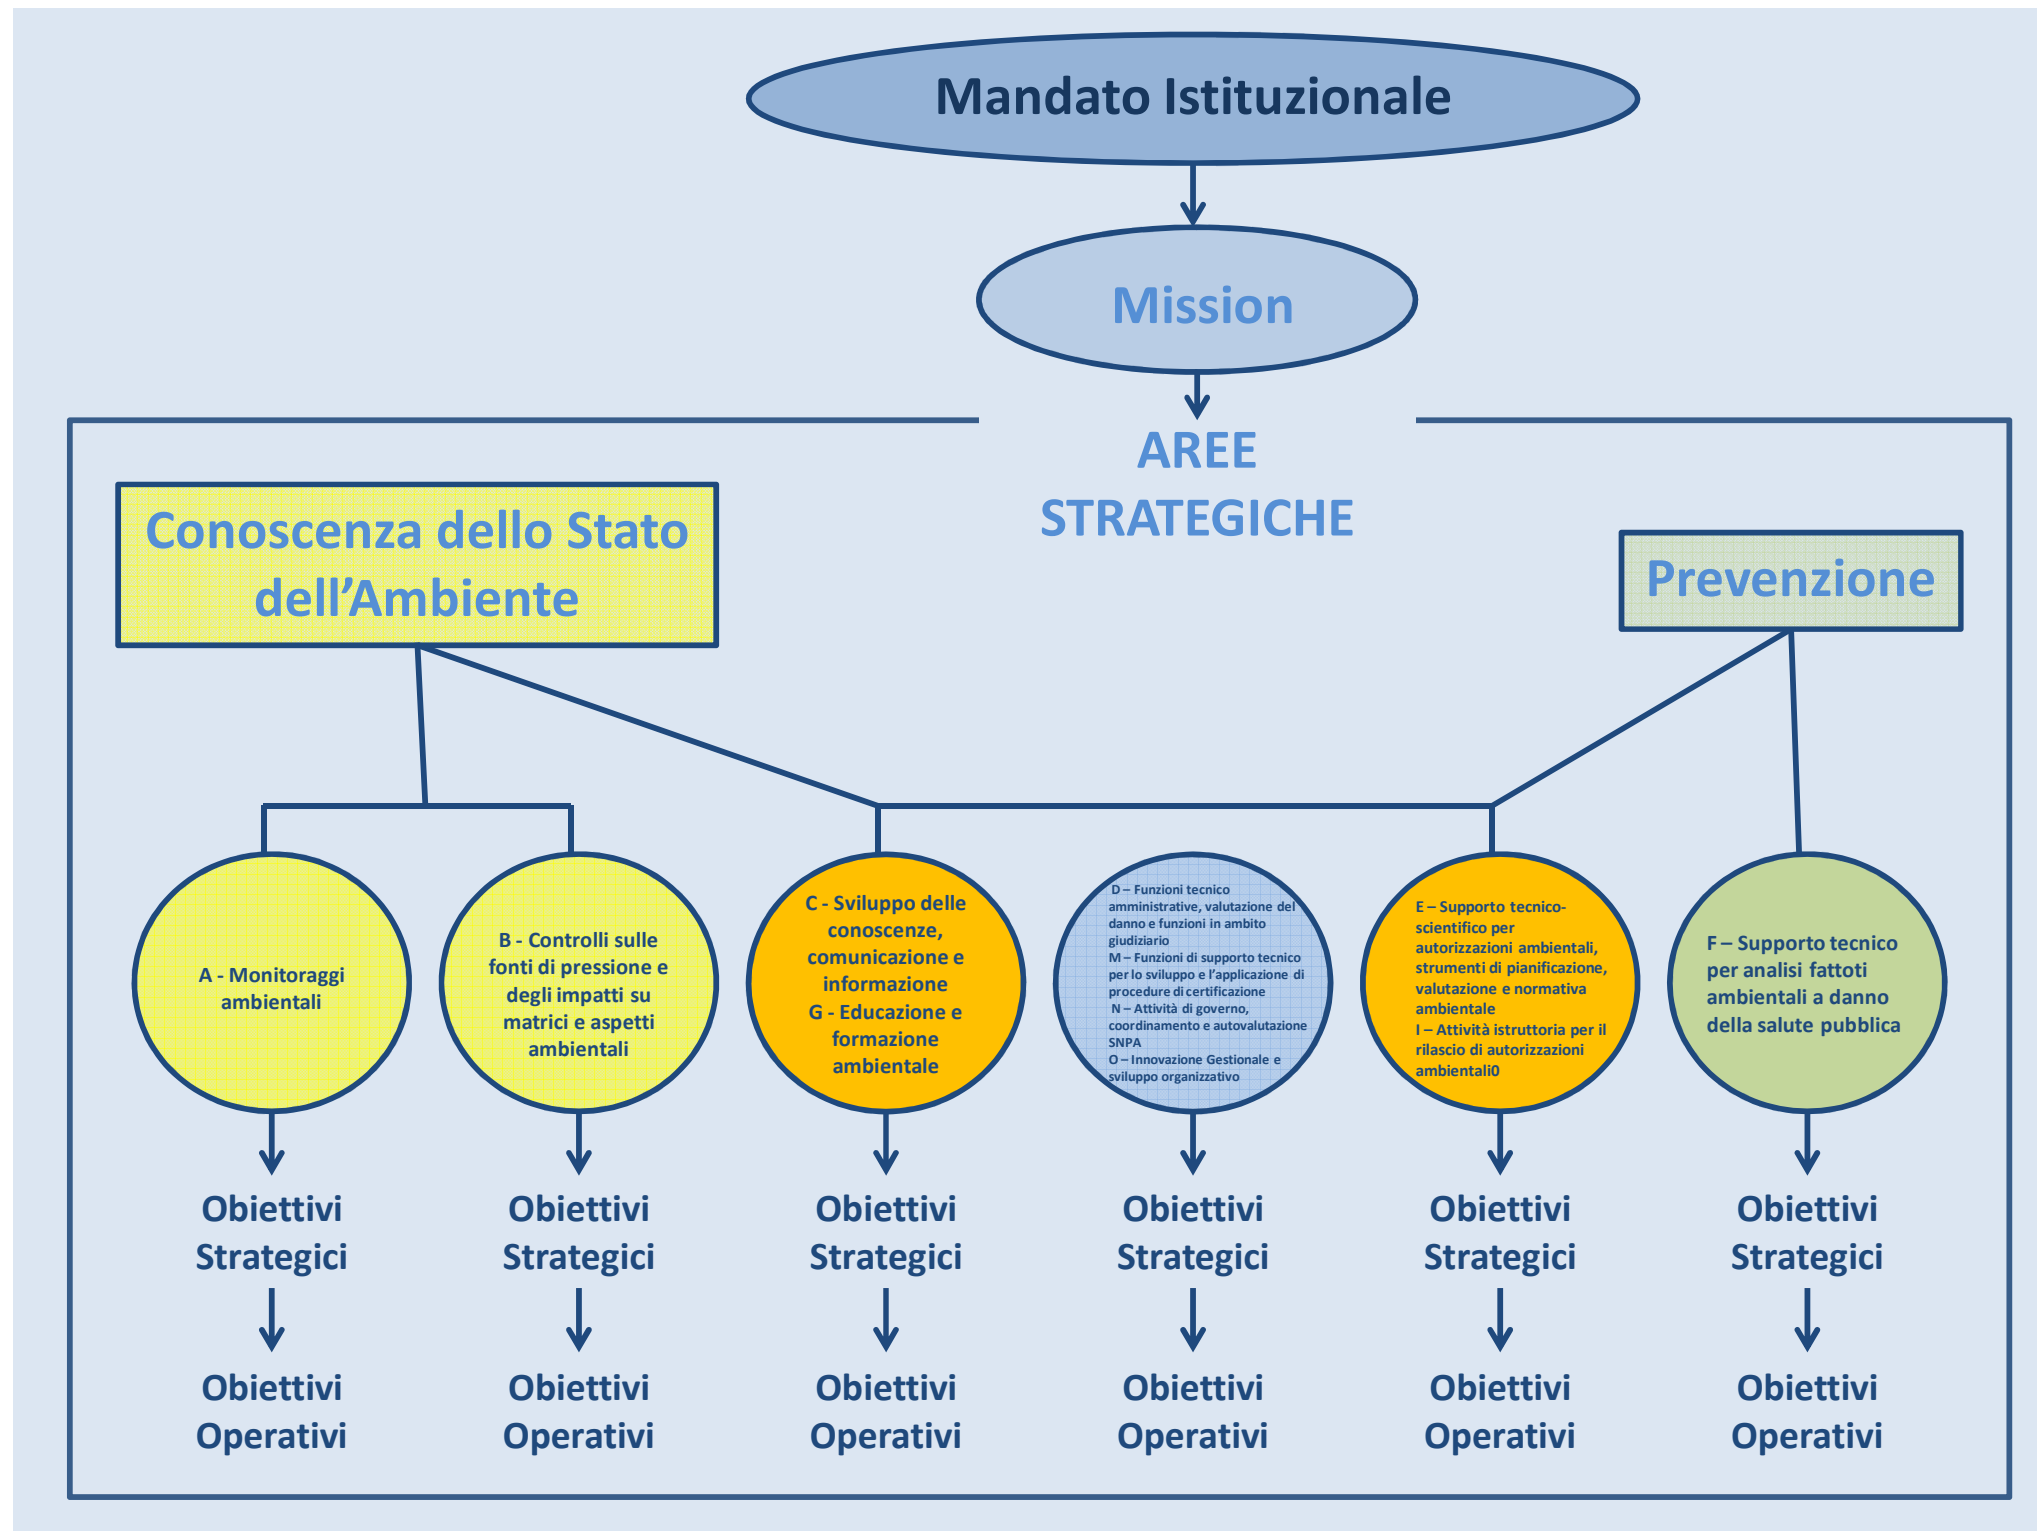 Mandato Istituzionale
Mission
AREE
STRATEGICHE
Conoscenza dello Stato
dell’Ambiente
Prevenzione
A - Monitoraggi
ambientali
B - Controlli sulle
fonti di pressione e
degli impatti su
matrici e aspetti
ambientali
C - Sviluppo delle
conoscenze,
comunicazione e
informazione
G - Educazione e
formazione
ambientale
D – Funzioni tecnico
amministrative, valutazione del
danno e funzioni in ambito
giudiziario
M – Funzioni di supporto tecnico
per lo sviluppo e l’applicazione di
procedure di certificazione
N – Attività di governo,
coordinamento e autovalutazione
SNPA
O – Innovazione Gestionale e
sviluppo organizzativo
E – Supporto tecnico-
scientifico per
autorizzazioni ambientali,
strumenti di pianificazione,
valutazione e normativa
ambientale
I – Attività istruttoria per il
rilascio di autorizzazioni
ambientali0
F – Supporto tecnico
per analisi fattoti
ambientali a danno
della salute pubblica
Obiettivi
Strategici
Obiettivi
Strategici
Obiettivi
Strategici
Obiettivi
Strategici
Obiettivi
Strategici
Obiettivi
Strategici
Obiettivi
Operativi
Obiettivi
Operativi
Obiettivi
Operativi
Obiettivi
Operativi
Obiettivi
Operativi
Obiettivi
Operativi